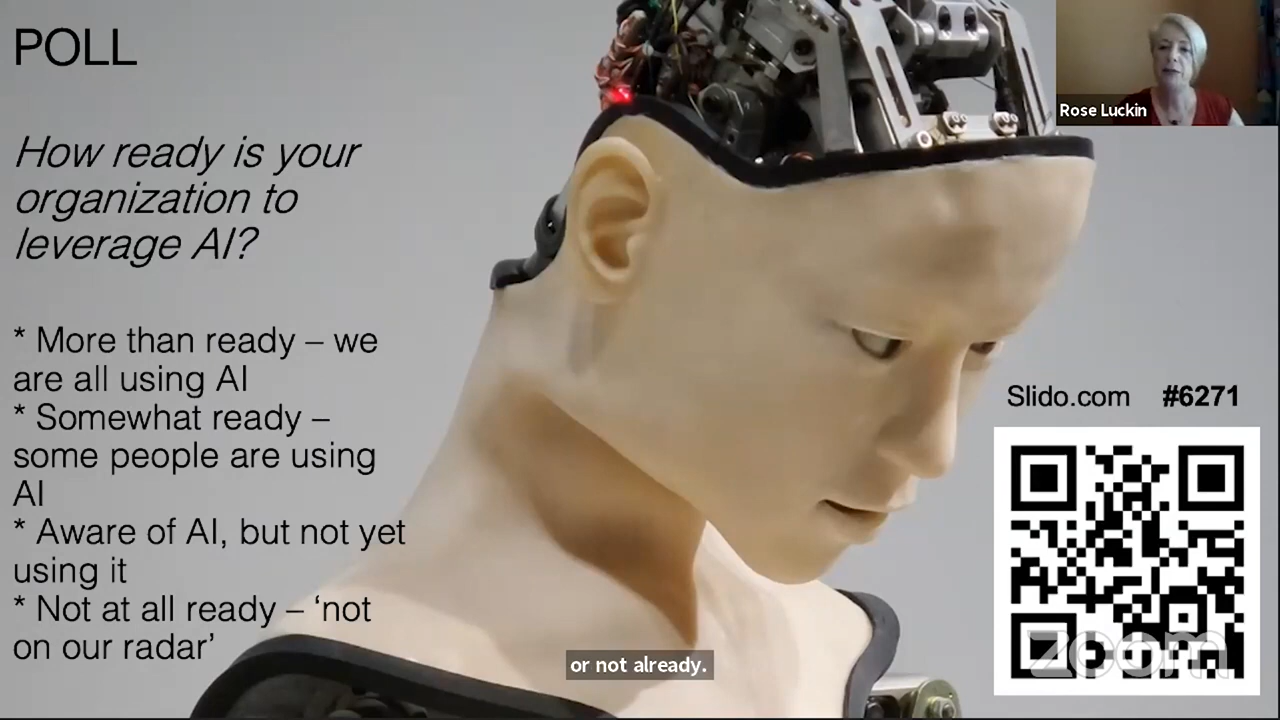 POLL
How ready is your
organization to
leverage AI?
* More than ready – we
are all using AI
* Somewhat ready –
some people are using
AI
* Aware of AI, but not yet
using it
* Not at all ready – ‘not
on our radar’
Rose Luckin
Slido.com #6271
zoom
or not already.